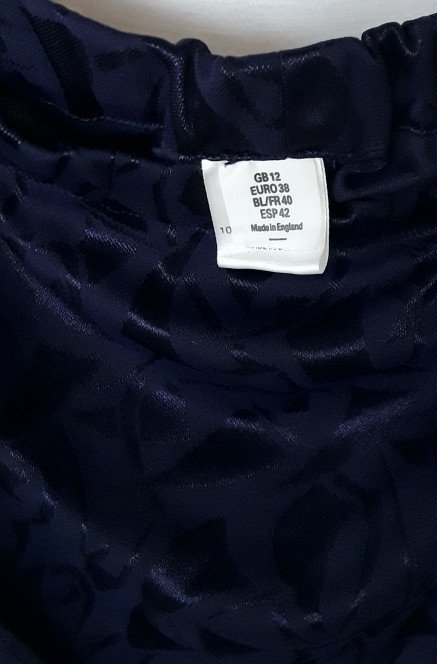 GB 12
EURO 38
BL/FR 40
ESP 42
Made in England
10